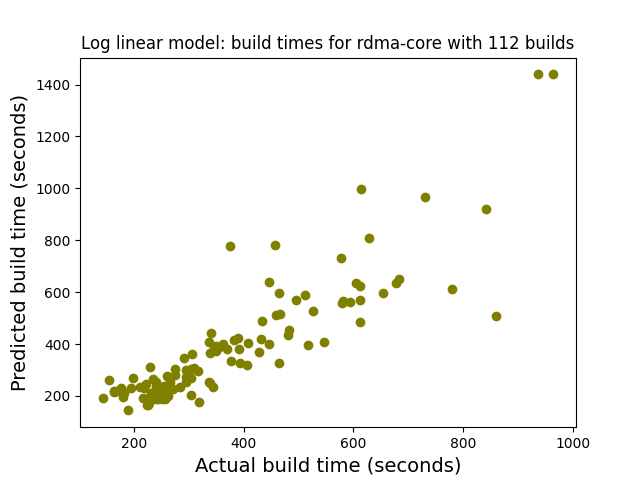 Log linear model: build times for rdma-core with 112 builds
Predicted build time (seconds)
1400
1200
1000
800
600
400
200
200 400 600 800 1000
Actual build time (seconds)